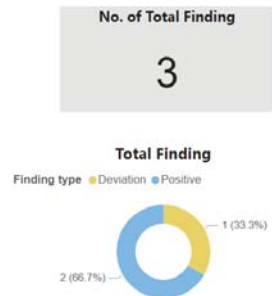 No. of Total Finding
3
Total Finding
Finding type Deviation Positive
1 (33.3%)
2 (66.7%)